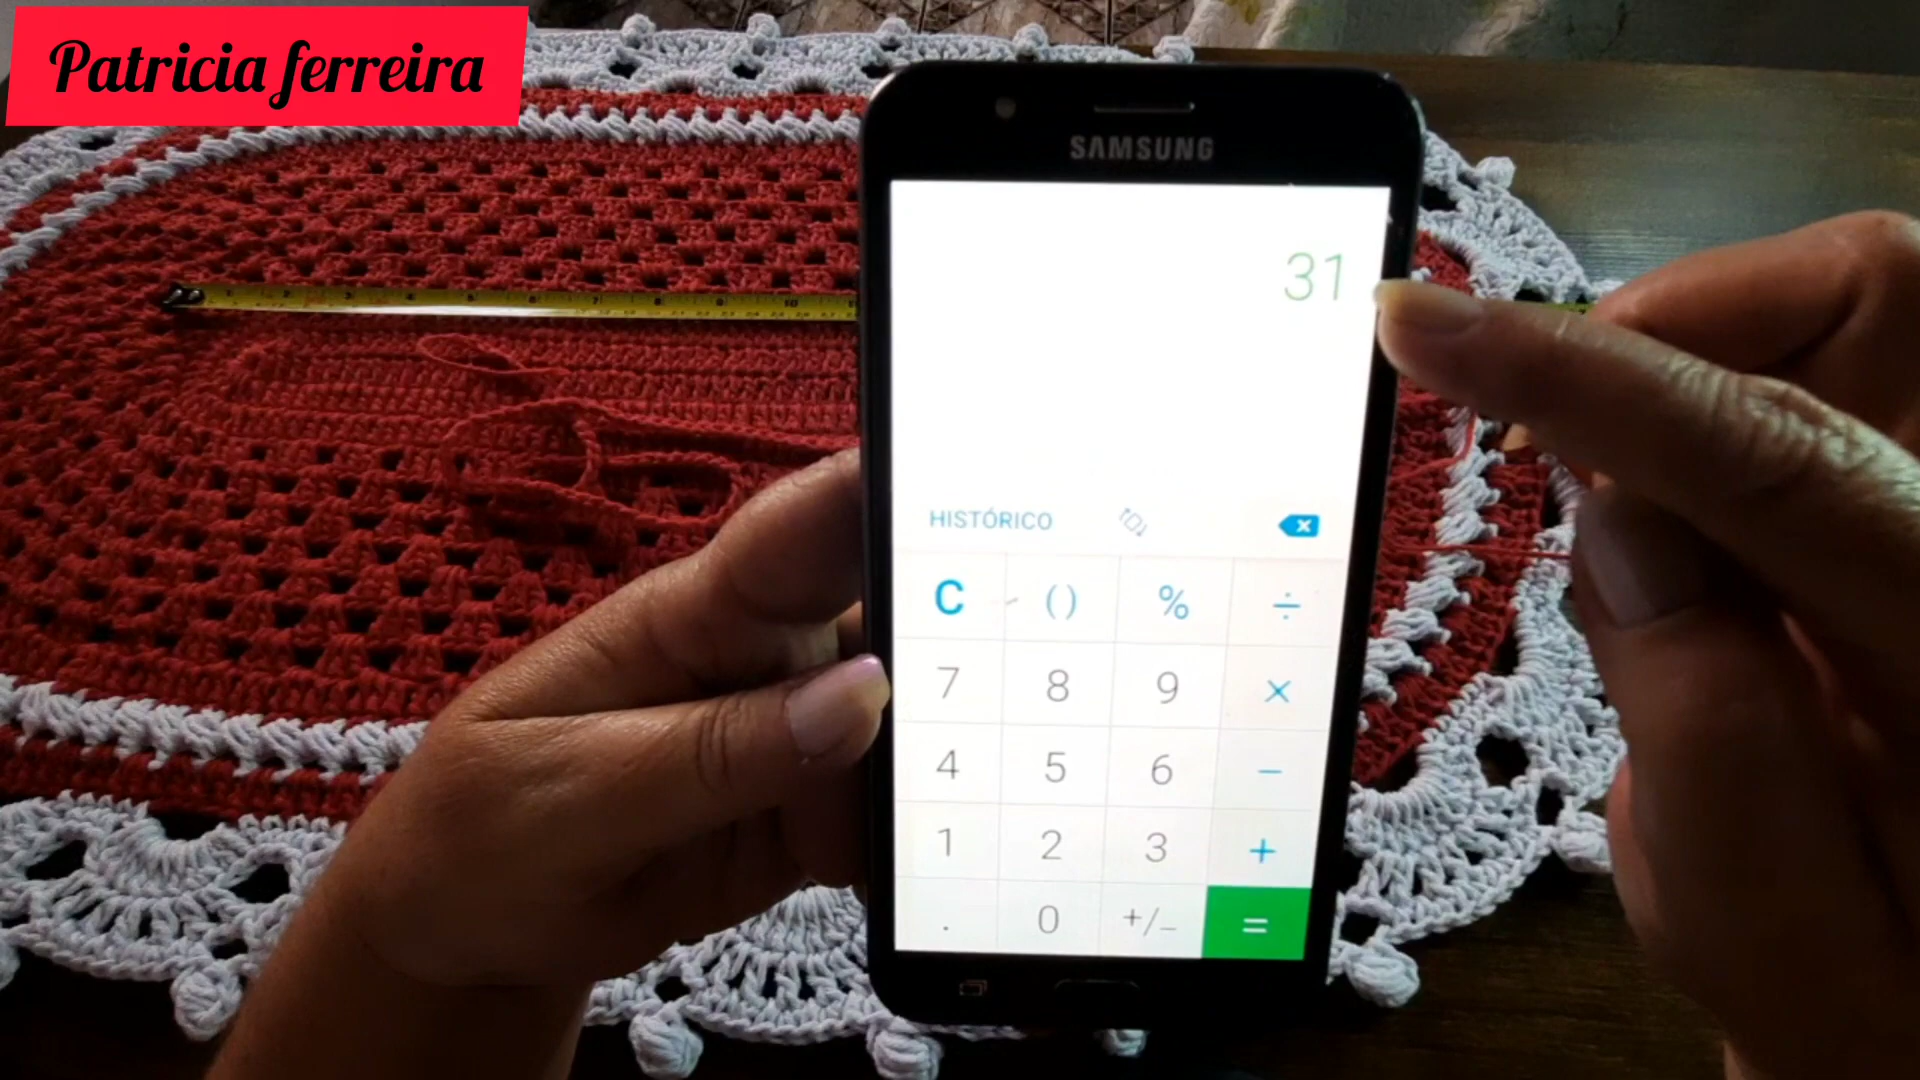 Patricia ferreira
SAMSUNG
31
HISTÓRICO
C ( ) % ÷
7 8 9 ×
4 5 6 −
1 2 3 +
. 0 +/− =